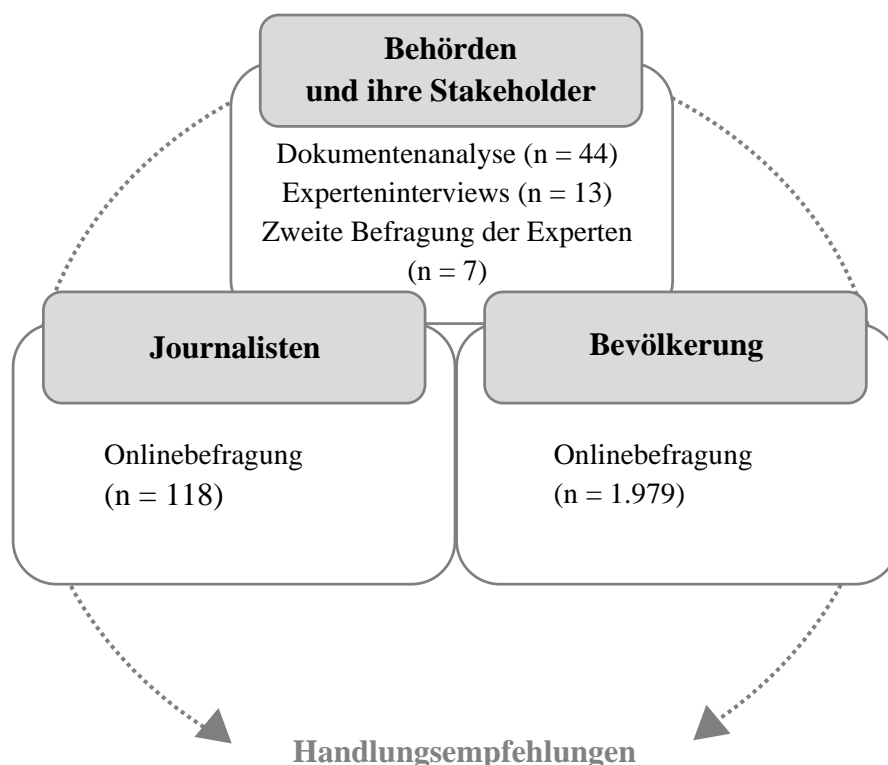 Behörden
und ihre Stakeholder
Dokumentenanalyse (n = 44)
Experteninterviews (n = 13)
Zweite Befragung der Experten
(n = 7)
Journalisten
Onlinebefragung
(n = 118)
Bevölkerung
Onlinebefragung
(n = 1.979)
Handlungsempfehlungen